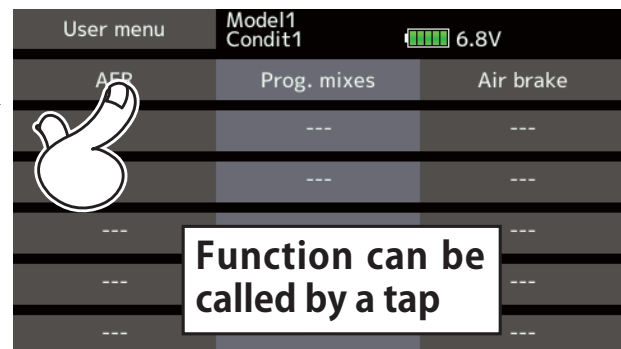 User menu
Model1
Condit1
6.8V
AFR
Prog. mixes
Air brake
---
---
---
---
---
---
---
---
Function can be
called by a tap